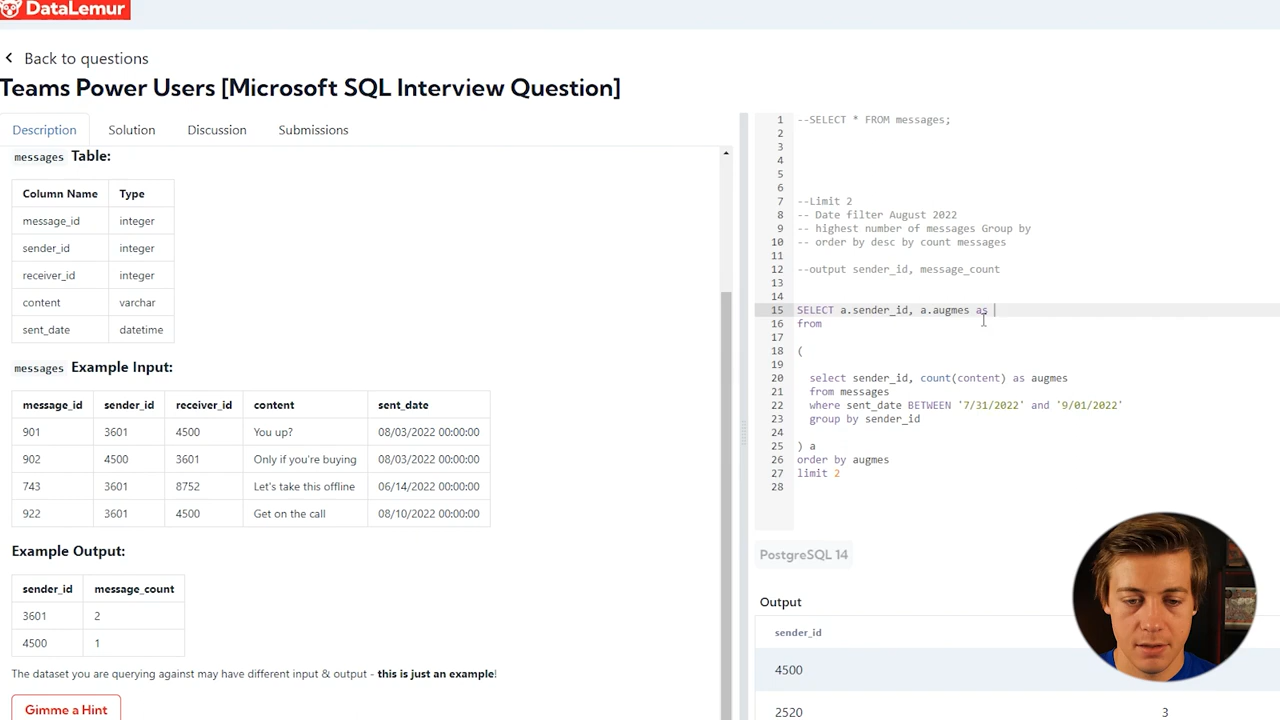 DataLemur
Back to questions
Teams Power Users [Microsoft SQL Interview Question]
Description Solution Discussion Submissions
messages Table:
Column Name Type
message_id integer
sender_id integer
receiver_id integer
content varchar
sent_date datetime
messages Example Input:
message_id sender_id receiver_id content sent_date
901 3601 4500 You up? 08/03/2022 00:00:00
902 4500 3601 Only if you're buying 08/03/2022 00:00:00
743 3601 8752 Let's take this offline 06/14/2022 00:00:00
922 3601 4500 Get on the call 08/10/2022 00:00:00
Example Output:
sender_id message_count
3601 2
4500 1
The dataset you are querying against may have different input & output - this is just an example!
Gimme a Hint
1 --SELECT * FROM messages;
2
3
4
5
6
7 --Limit 2
8 -- Date filter August 2022
9 -- highest number of messages Group by
10 -- order by desc by count messages
11
12 --output sender_id, message_count
13
14
15 SELECT a.sender_id, a.augmes as
16 from
17
18 (
19
20 select sender_id, count(content) as augmes
21 from messages
22 where sent_date BETWEEN '7/31/2022' and '9/01/2022'
23 group by sender_id
24
25 ) a
26 order by augmes
27 limit 2
28
PostgreSQL 14
Output
sender_id
4500
2520 3